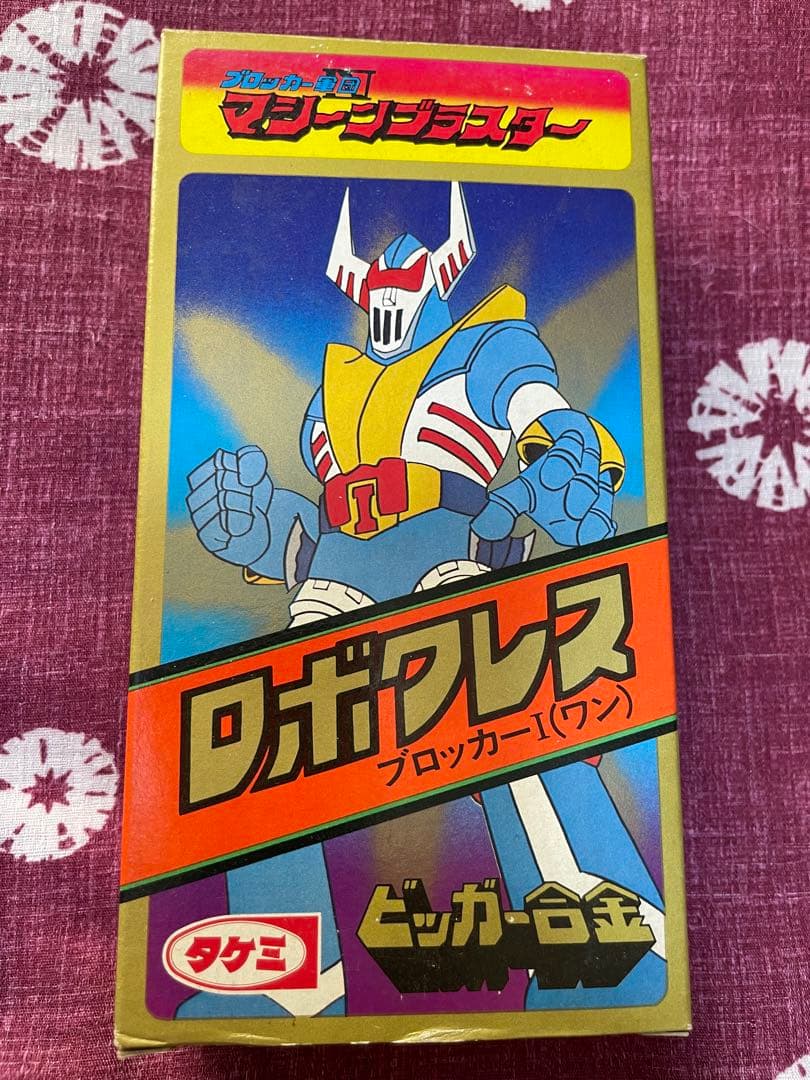 ブロッカー軍団Ⅳ
マシーンブラスター
I
ロボクレス
ブロッカーI(ワン)
ビッガー合金
タケミ